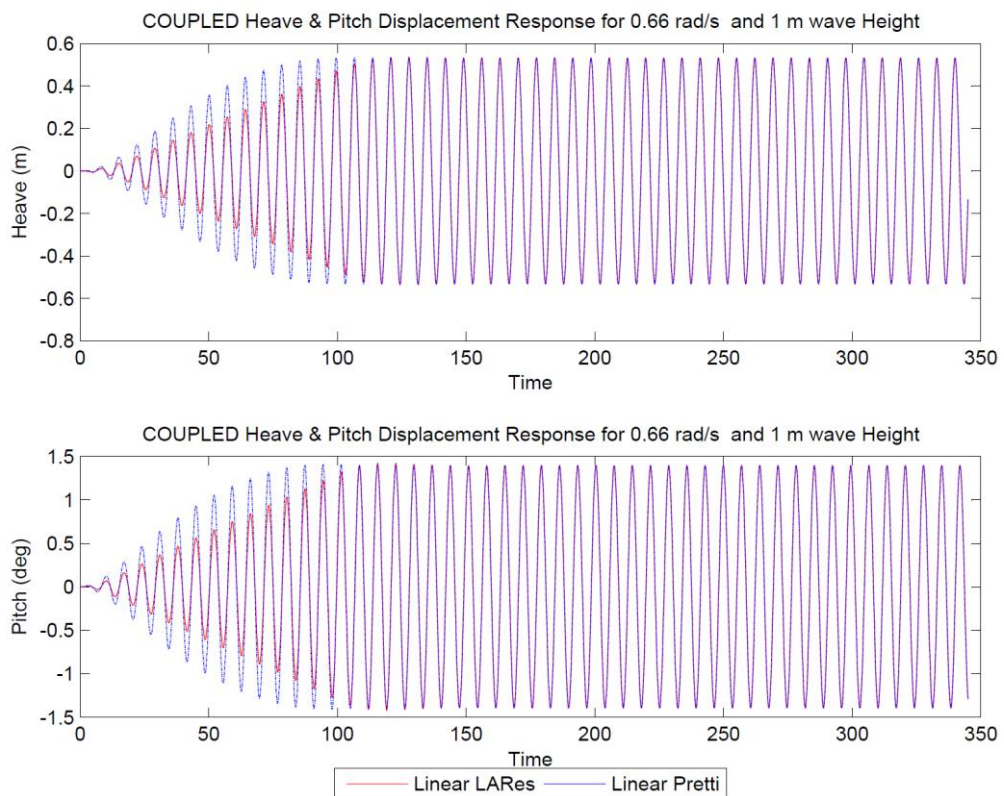 COUPLED Heave & Pitch Displacement Response for 0.66 rad/s and 1 m wave Height
0.6
0.4
0.2
0
-0.2
-0.4
-0.6
-0.8
Heave (m)
0 50 100 150 200 250 300 350
Time
COUPLED Heave & Pitch Displacement Response for 0.66 rad/s and 1 m wave Height
1.5
1
0.5
0
-0.5
-1
-1.5
Pitch (deg)
0 50 100 150 200 250 300 350
Time
Linear LARes Linear Pretti